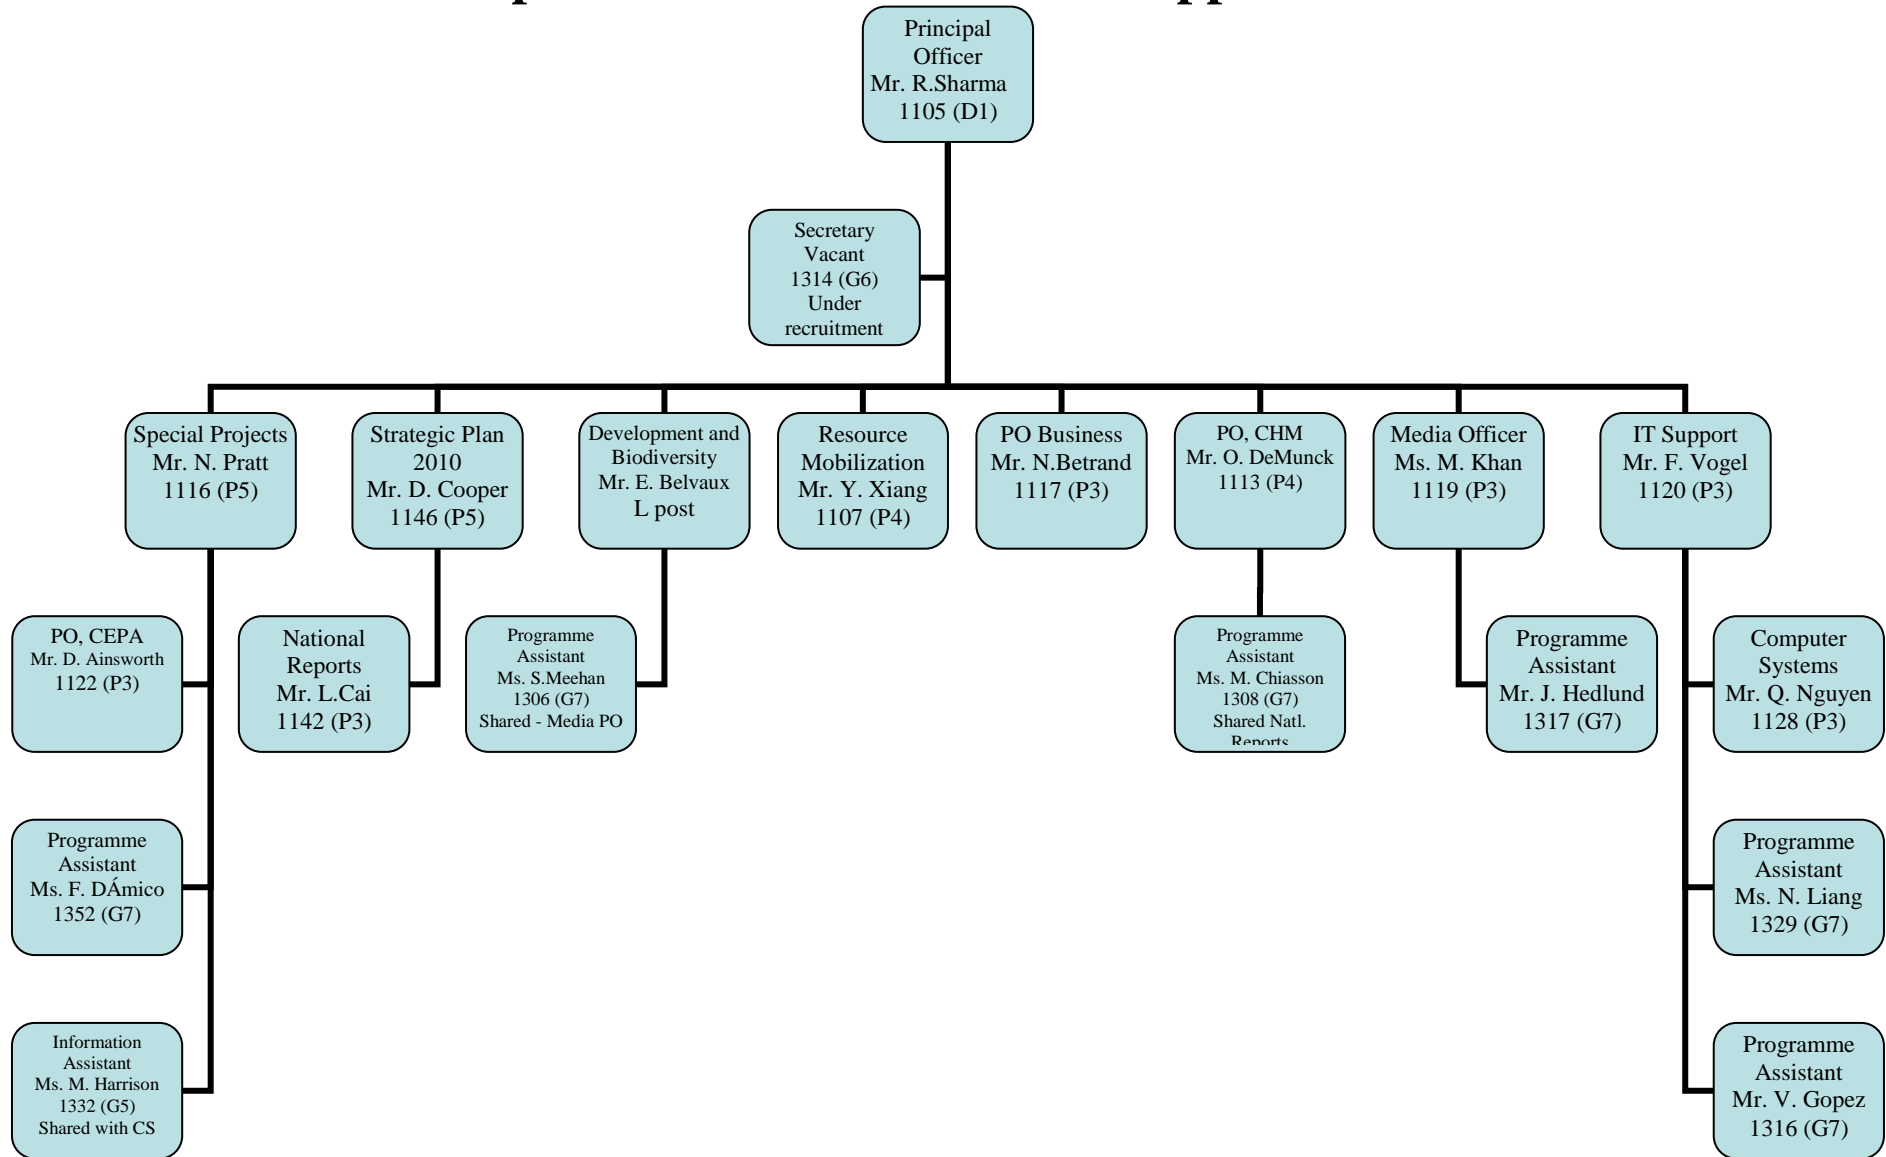 Principal
Officer
Mr. R.Sharma
1105 (D1)
Secretary
Vacant
1314 (G6)
Under
recruitment
Special Projects
Mr. N. Pratt
1116 (P5)
Strategic Plan
2010
Mr. D. Cooper
1146 (P5)
Development and
Biodiversity
Mr. E. Belvaux
L post
Resource
Mobilization
Mr. Y. Xiang
1107 (P4)
PO Business
Mr. N.Betrand
1117 (P3)
PO, CHM
Mr. O. DeMunck
1113 (P4)
Media Officer
Ms. M. Khan
1119 (P3)
IT Support
Mr. F. Vogel
1120 (P3)
PO, CEPA
Mr. D. Ainsworth
1122 (P3)
National
Reports
Mr. L.Cai
1142 (P3)
Programme
Assistant
Ms. S.Meehan
1306 (G7)
Shared - Media PO
Programme
Assistant
Ms. M. Chiasson
1308 (G7)
Shared Natl.
Reports
Programme
Assistant
Mr. J. Hedlund
1317 (G7)
Computer
Systems
Mr. Q. Nguyen
1128 (P3)
Programme
Assistant
Ms. F. DÁmico
1352 (G7)
Programme
Assistant
Ms. N. Liang
1329 (G7)
Information
Assistant
Ms. M. Harrison
1332 (G5)
Shared with CS
Programme
Assistant
Mr. V. Gopez
1316 (G7)